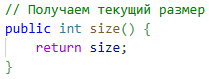 // Получаем текущий размер
public int size() {
    return size;
}